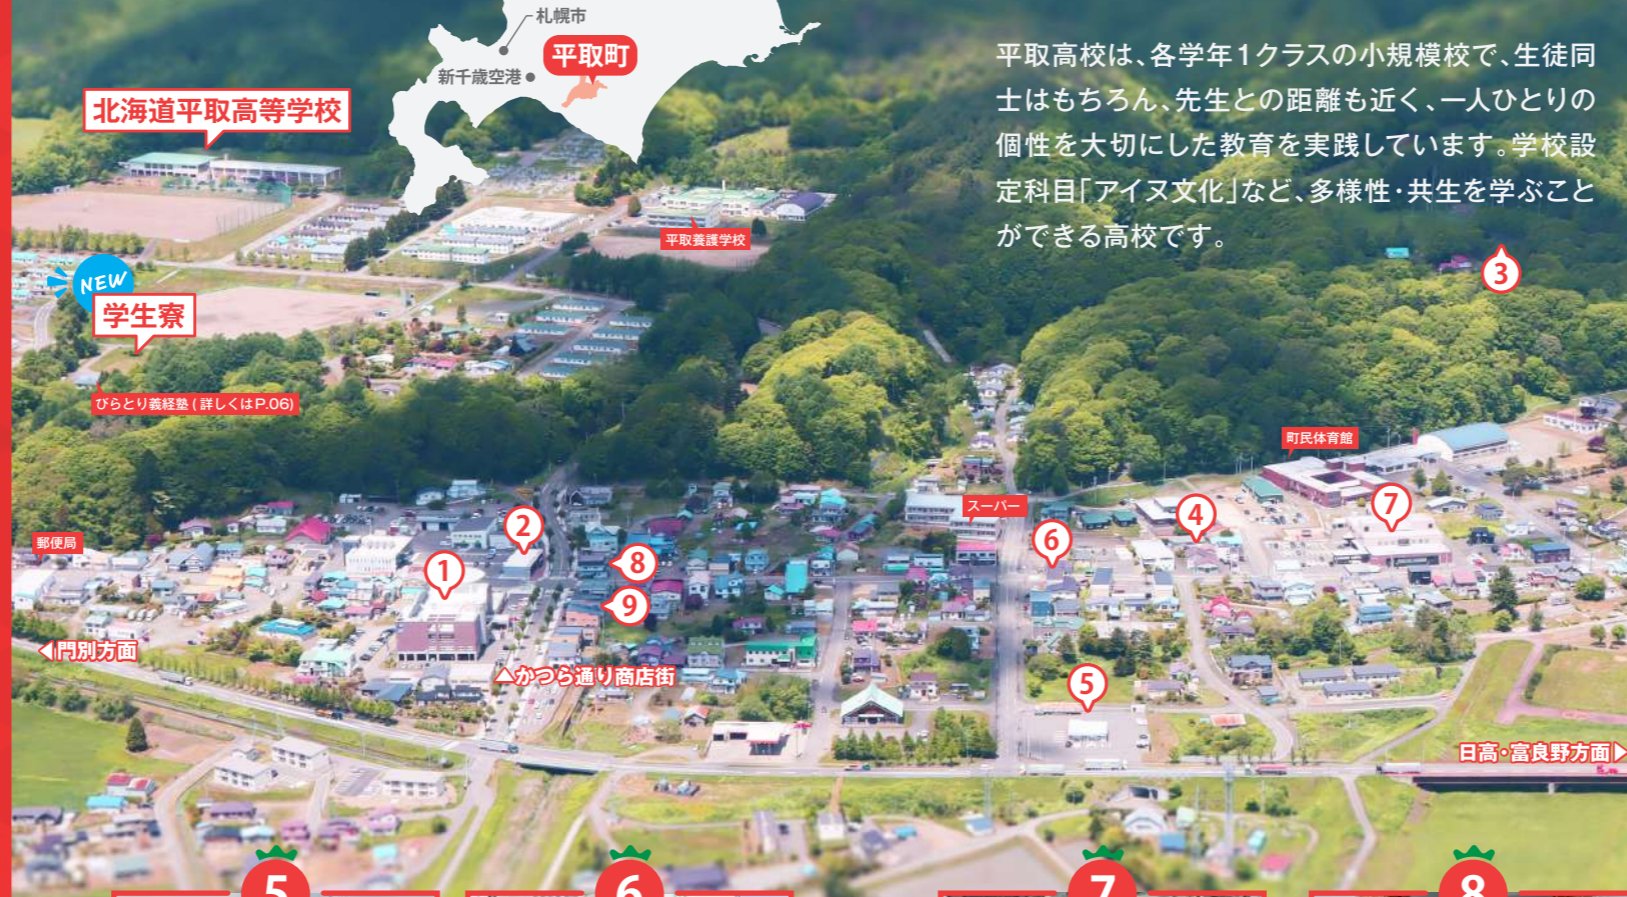 札幌市
平取町
新千歳空港
北海道平取高等学校
平取高校は、各学年1クラスの小規模校で、生徒同
士はもちろん、先生との距離も近く、一人ひとりの
個性を大切にした教育を実践しています。学校設
定科目「アイヌ文化」など、多様性・共生を学ぶこと
ができる高校です。
平取養護学校
3
NEW
学生寮
びらとり義経塾 ( 詳しくは P.06)
町民体育館
スーパー
郵便局
2
4
7
6
1
8
9
◀門別方面
△かつら通り商店街
5
日高・富良野方面▶
5
6
7
8